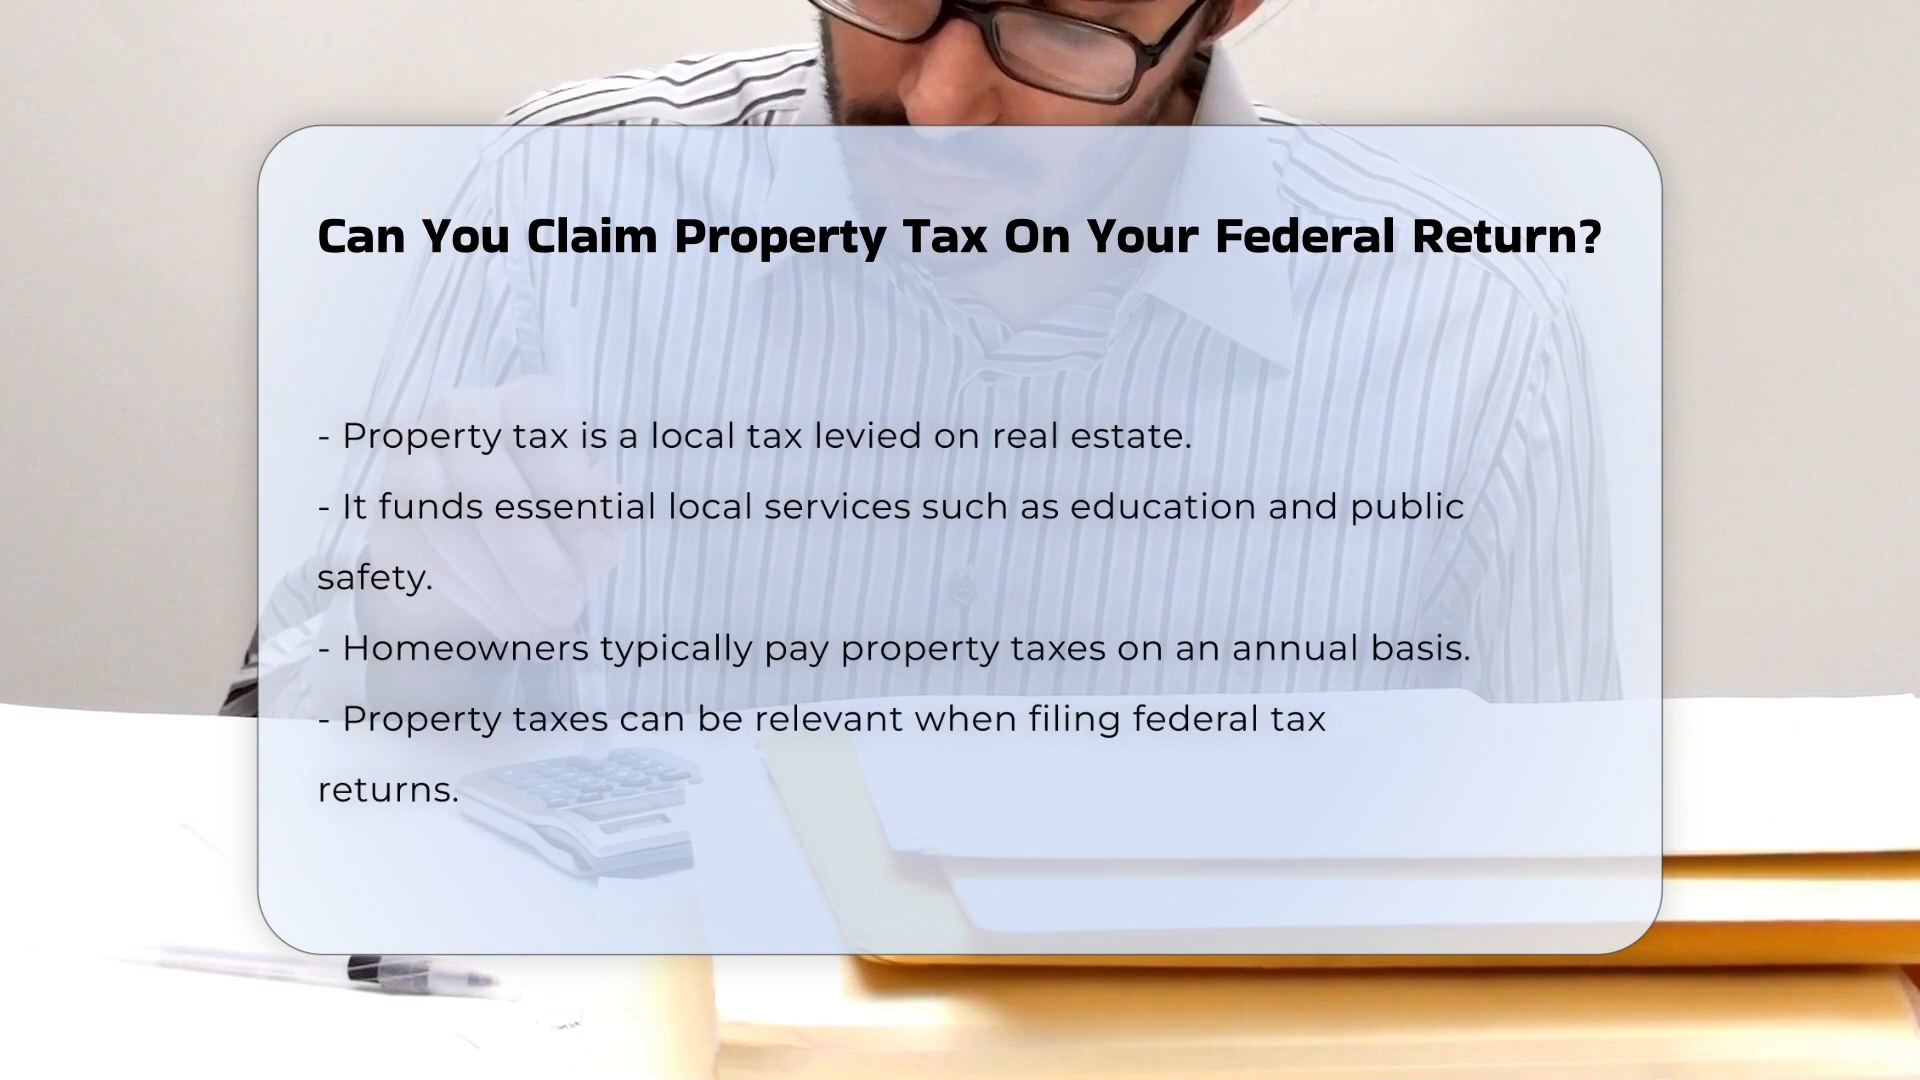 Can You Claim Property Tax On Your Federal Return?
- Property tax is a local tax levied on real estate.
- It funds essential local services such as education and public
safety.
- Homeowners typically pay property taxes on an annual basis.
- Property taxes can be relevant when filing federal tax
returns.